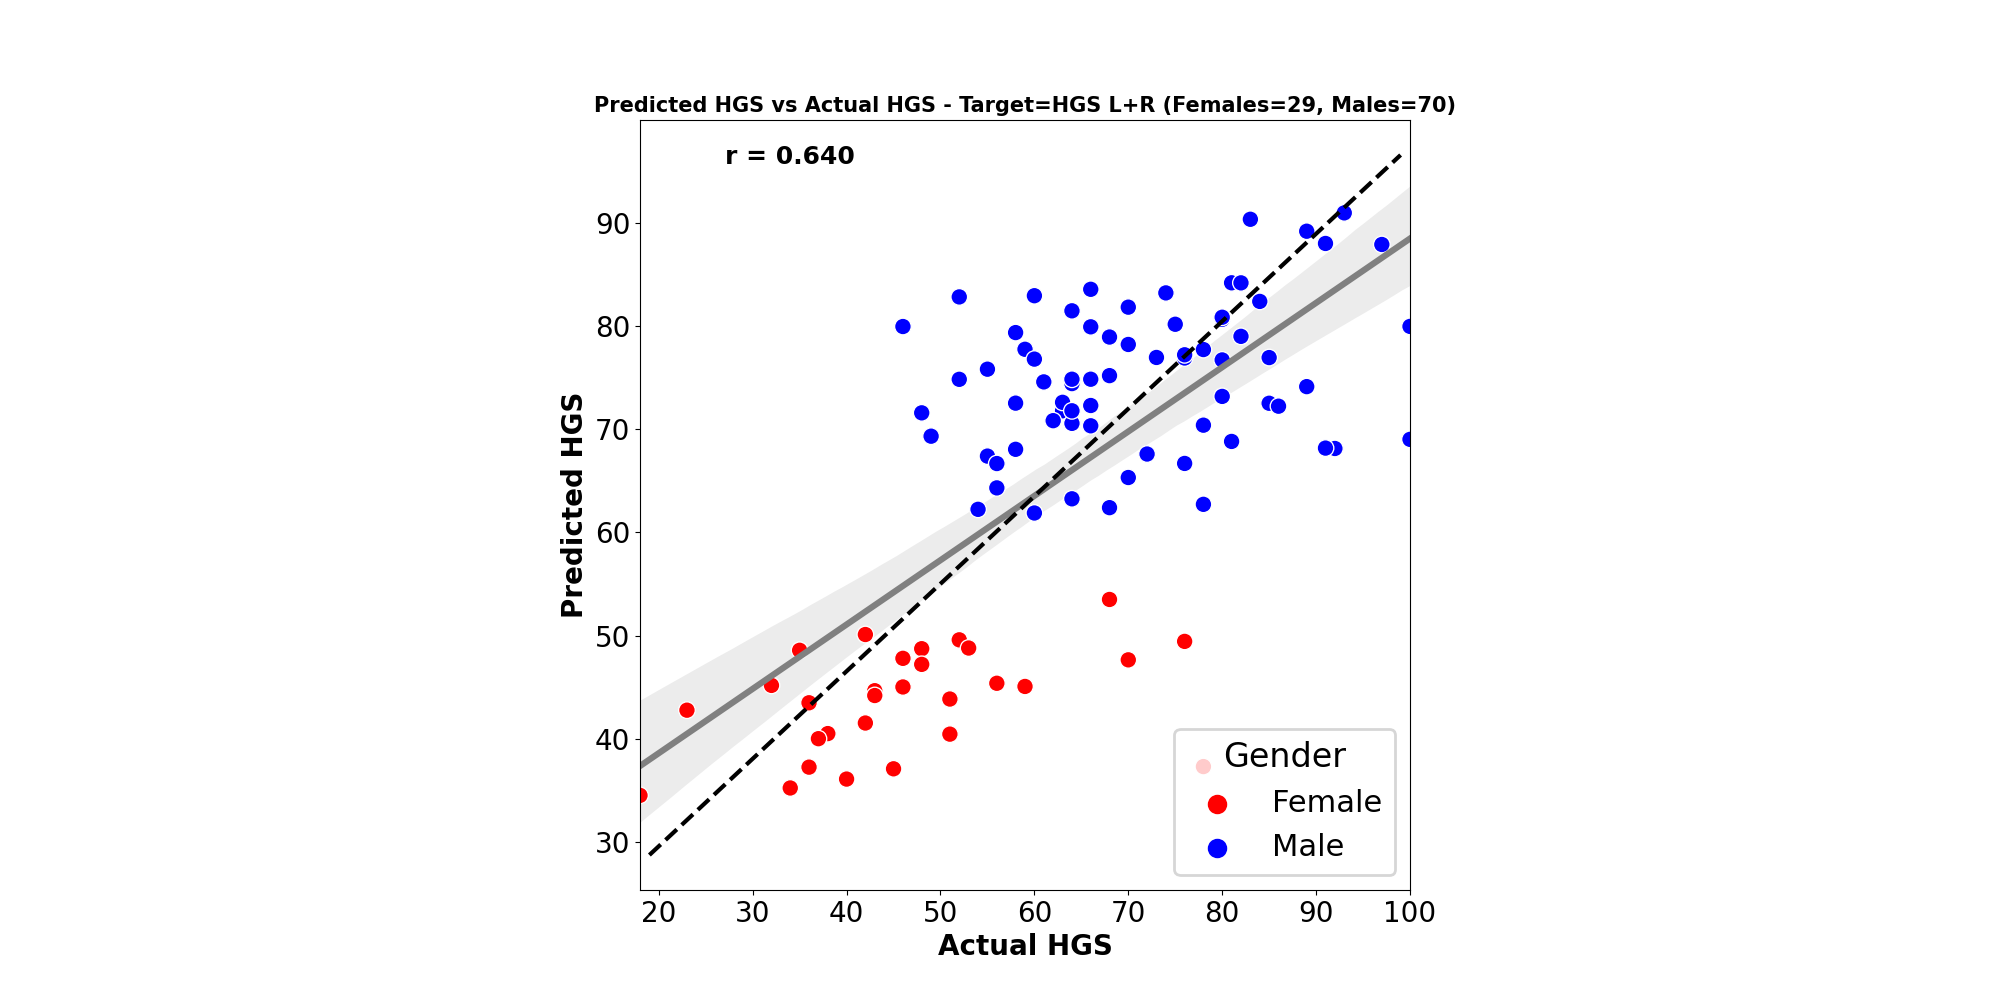 Predicted HGS vs Actual HGS - Target=HGS L+R (Females=29, Males=70)
r = 0.640
90
80
70
60
50
40
30
Predicted HGS
Gender
Female
Male
20 30 40 50 60 70 80 90 100
Actual HGS